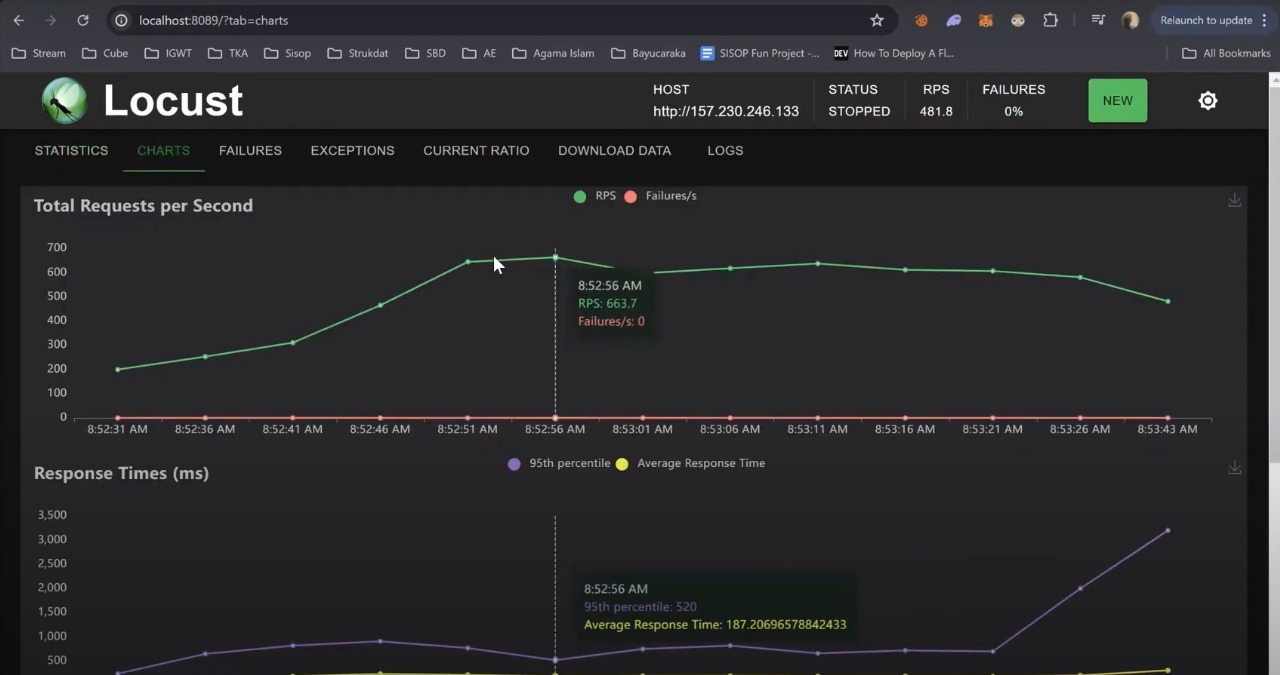 localhost:8089/?tab=charts
Relaunch to update
Stream Cube IGWT TKA Sisop Strukdat SBD AE Agama Islam Bayucaraka SISOP Fun Project -... DEV How To Deploy A Fl... All Bookmarks
Locust
HOST
http://157.230.246.133
STATUS
STOPPED
RPS
481.8
FAILURES
0%
NEW
STATISTICS CHARTS FAILURES EXCEPTIONS CURRENT RATIO DOWNLOAD DATA LOGS
Total Requests per Second
RPS Failures/s
700
600
500
400
300
200
100
0
8:52:56 AM
RPS: 663.7
Failures/s: 0
8:52:31 AM 8:52:36 AM 8:52:41 AM 8:52:46 AM 8:52:51 AM 8:52:56 AM 8:53:01 AM 8:53:06 AM 8:53:11 AM 8:53:16 AM 8:53:21 AM 8:53:26 AM 8:53:43 AM
Response Times (ms)
95th percentile Average Response Time
3,500
3,000
2,500
2,000
1,500
1,000
500
8:52:56 AM
95th percentile: 520
Average Response Time: 187.20696578842433